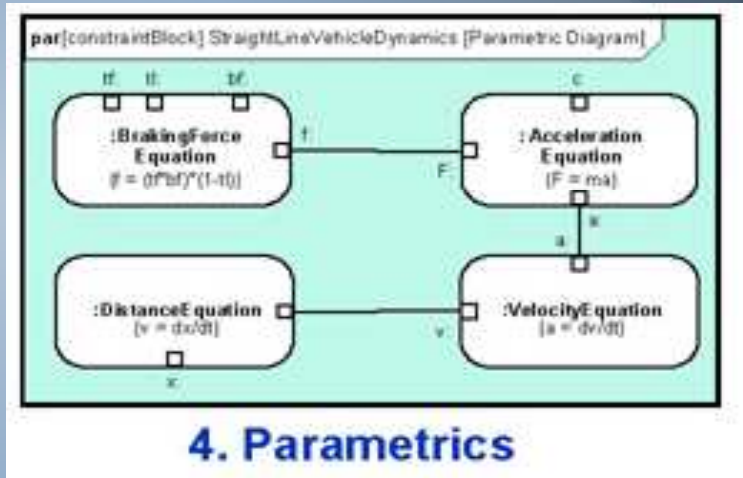 par[constraintBlock] StraightLineVehicleDynamics [Parametric Diagram]
tf: tl: bf:
c
:BrakingForce
Equation
{f = (tf*bf)*(1-tl)}
f:
F:
: Acceleration
Equation
{F = ma}
a
a:
:DistanceEquation
{v = dx/dt}
x:
v:
:VelocityEquation
{a = dv/dt}
4. Parametrics